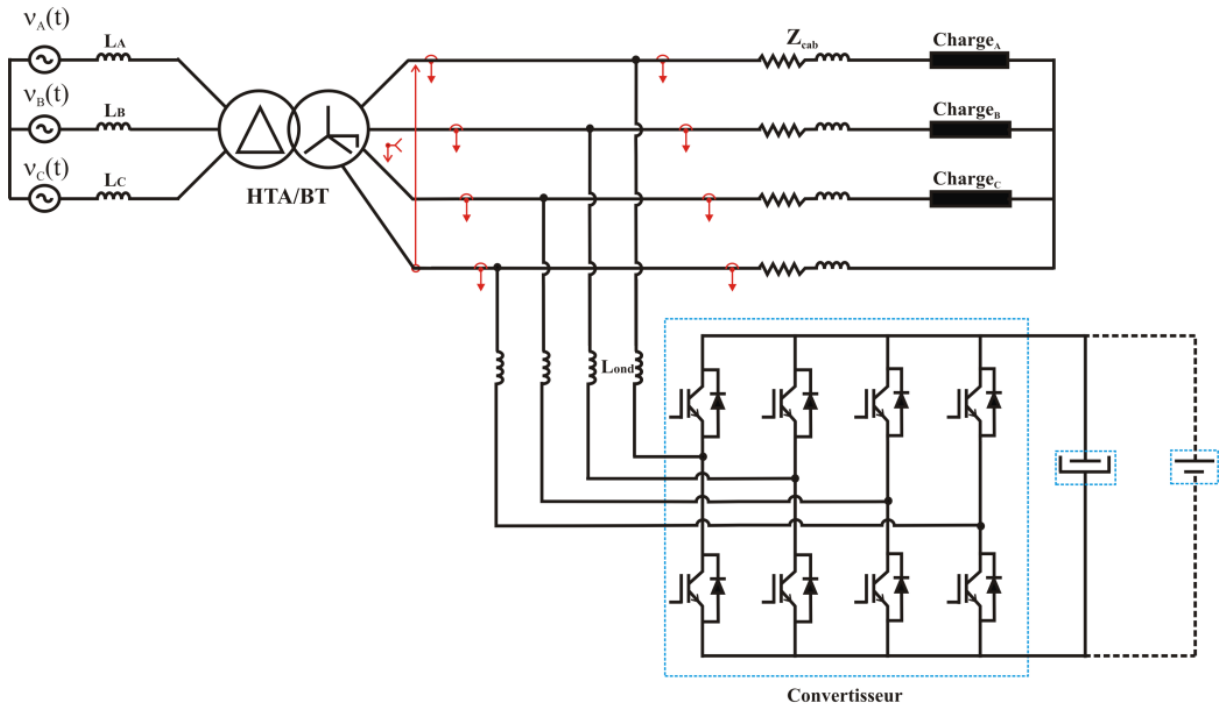 νA(t)
LA
νB(t)
LB
νC(t)
LC
HTA/BT
Zcab
ChargeA
ChargeB
ChargeC
Lond
Convertisseur